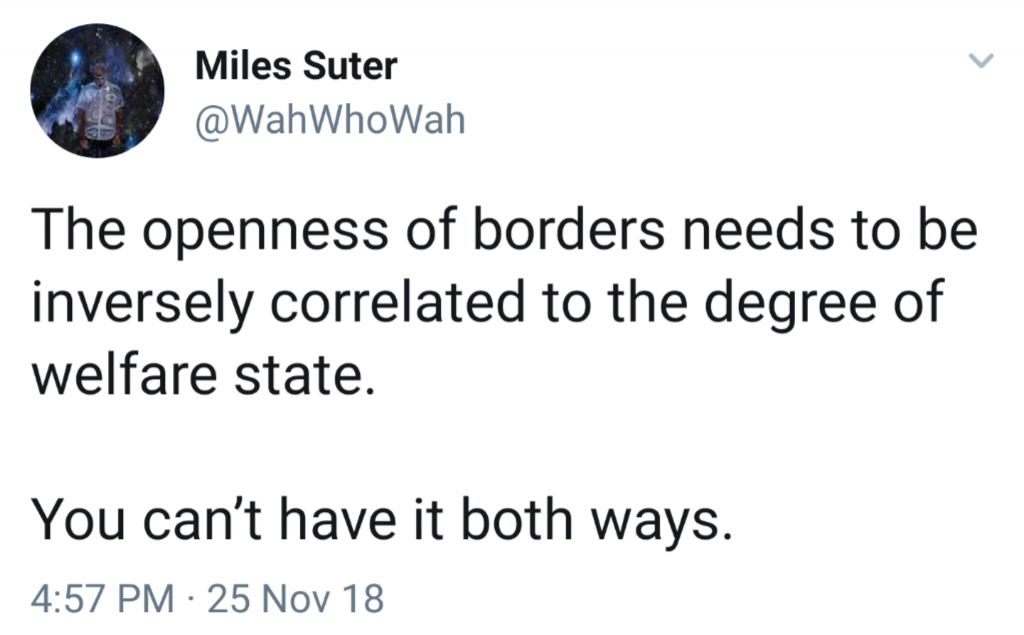 Miles Suter
@WahWhoWah
The openness of borders needs to be
inversely correlated to the degree of
welfare state.
You can’t have it both ways.
4:57 PM · 25 Nov 18